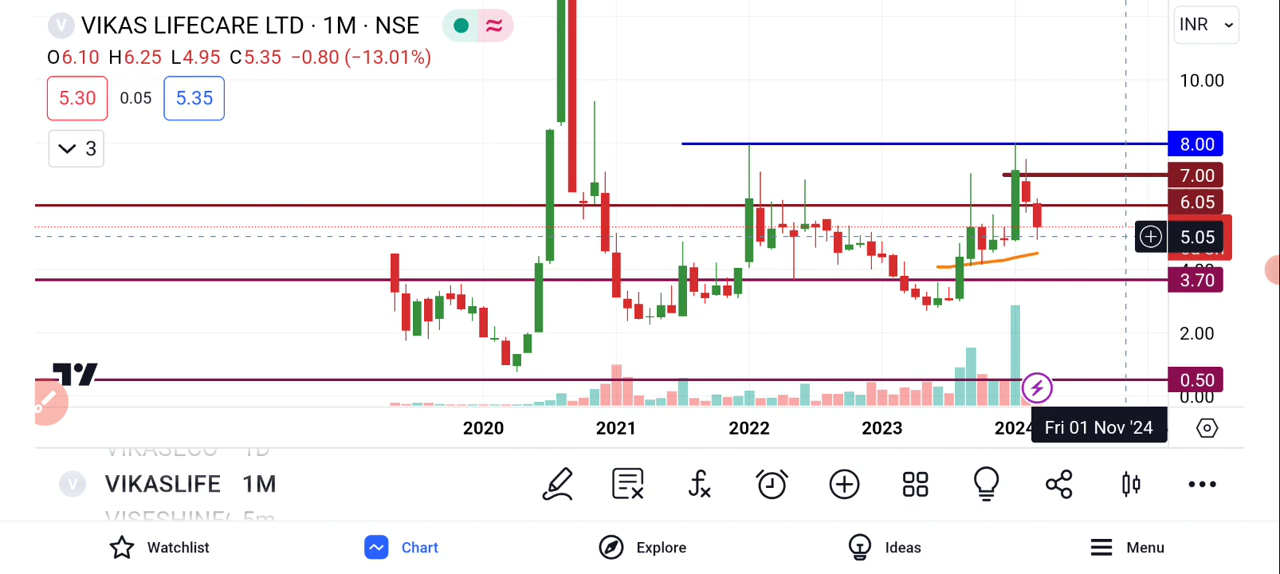 V VIKAS LIFECARE LTD · 1M · NSE
INR
O6.10 H6.25 L4.95 C5.35 −0.80 (−13.01%)
10.00
5.30 0.05 5.35
3
8.00
7.00
6.05
5.05
3.70
2.00
0.50
0.00
2020 2021 2022 2023 2024
Fri 01 Nov '24
VIKASECO 1D
V VIKASLIFE 1M
Watchlist Chart Explore Ideas Menu